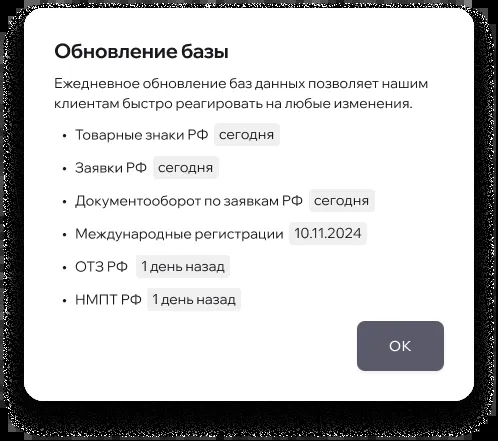 Обновление базы
Ежедневное обновление баз данных позволяет нашим
клиентам быстро реагировать на любые изменения.
• Товарные знаки РФ сегодня
• Заявки РФ сегодня
• Документооборот по заявкам РФ сегодня
• Международные регистрации 10.11.2024
• ОТЗ РФ 1 день назад
• НМПТ РФ 1 день назад
ОК